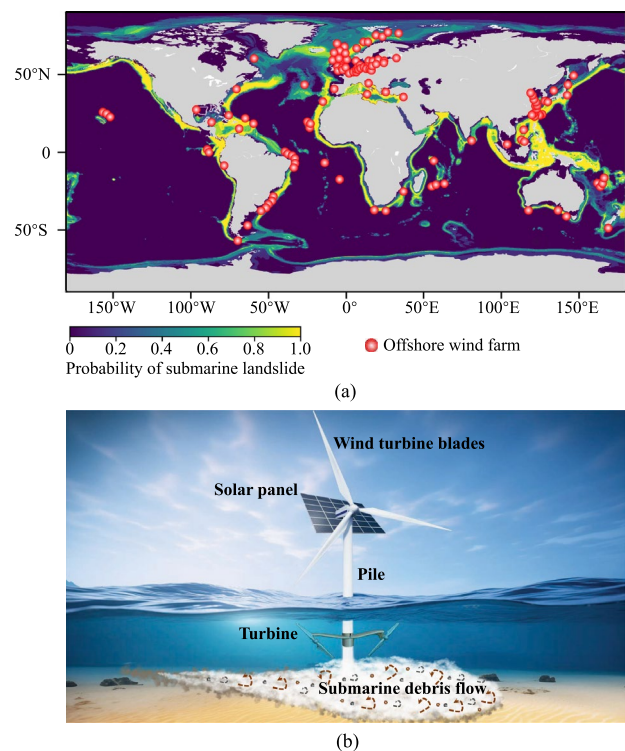 50°N
0
50°S
150°W
100°W
50°W
0°
50°E
100°E
150°E
0 0.2 0.4 0.6 0.8 1.0
Probability of submarine landslide
Offshore wind farm
(a)
Wind turbine blades
Solar panel
Pile
Turbine
Submarine debris flow
(b)